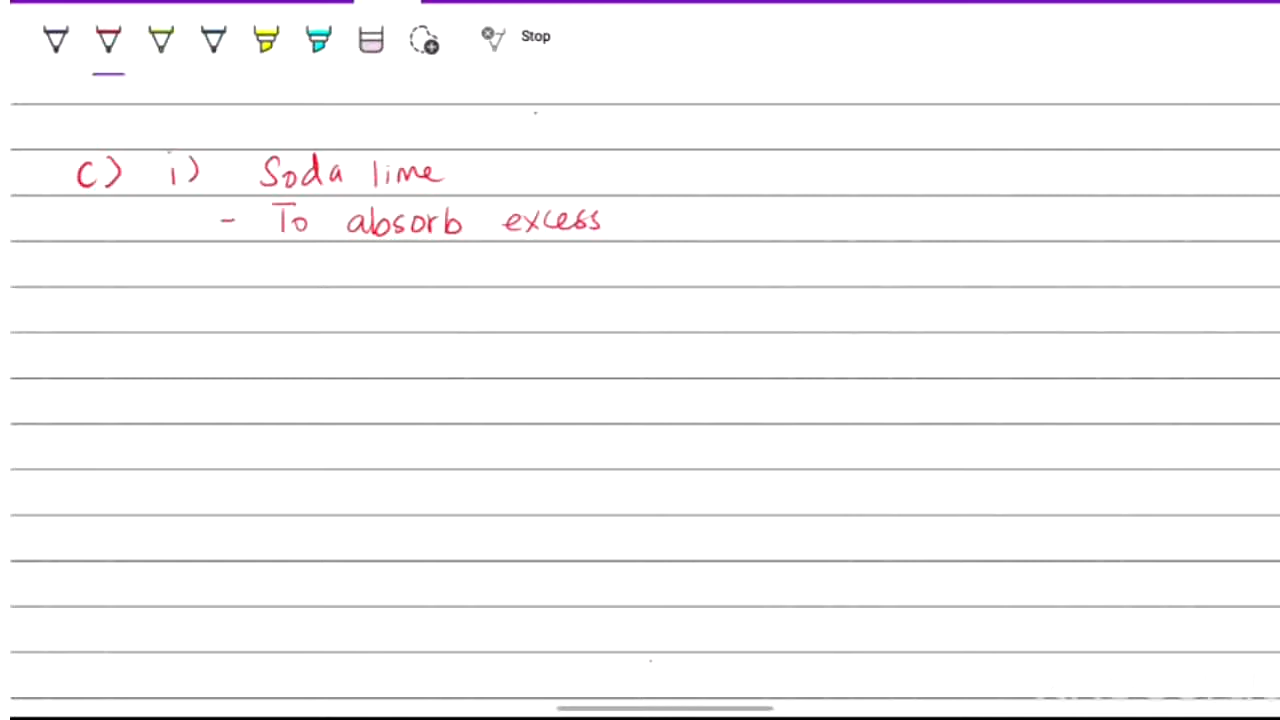 Stop
c) i) Soda lime
- To absorb excess